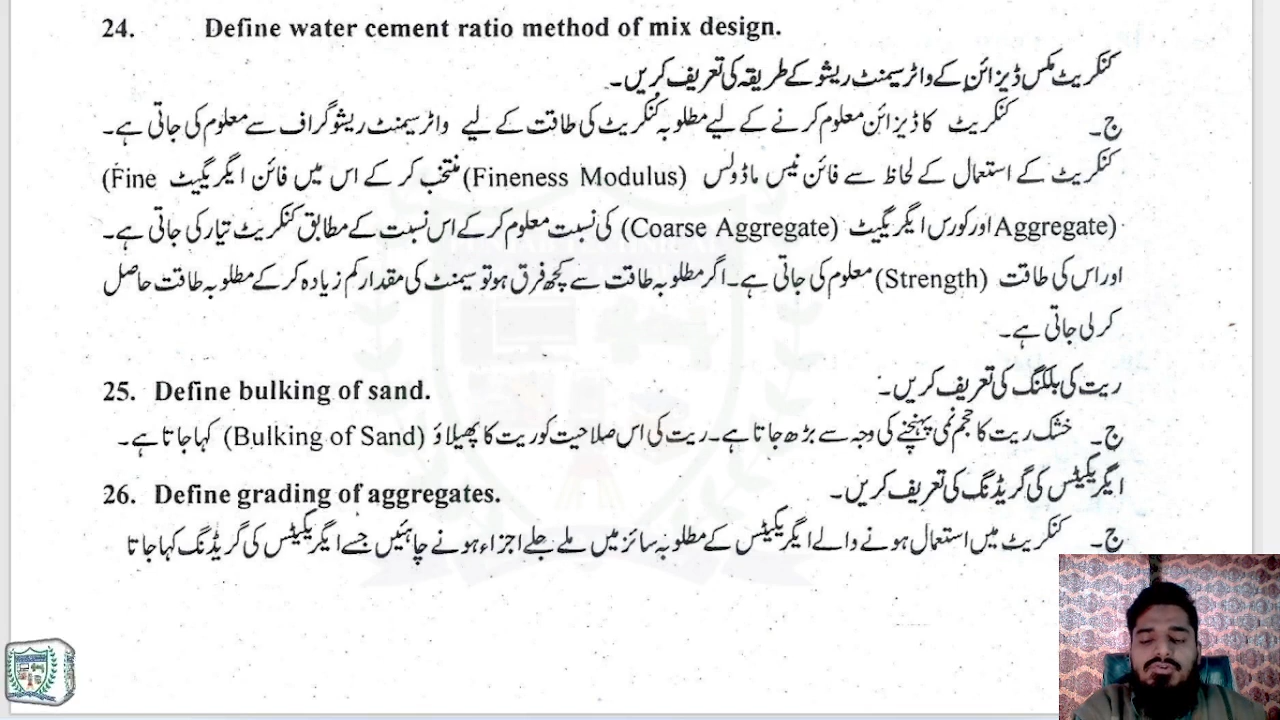 24. Define water cement ratio method of mix design.
کنکریٹ مکس ڈیزائن کے واٹر سیمنٹ ریشو کے طریقہ کی تعریف کریں۔
ج۔ کنکریٹ کا ڈیزائن معلوم کرنے کے لیے مطلوبہ کنکریٹ کی طاقت کے لیے واٹر سیمنٹ ریشو گراف سے معلوم کی جاتی ہے۔
کنکریٹ کے استعمال کے لحاظ سے فائن نیس ماڈولس (Fineness Modulus) منتخب کر کے اس میں فائن ایگریگیٹ (Fine
Aggregate) اور کورس ایگریگیٹ (Coarse Aggregate) کی نسبت معلوم کر کے اس نسبت کے مطابق کنکریٹ تیار کی جاتی ہے۔
اور اس کی طاقت (Strength) معلوم کی جاتی ہے۔ اگر مطلوبہ طاقت سے کچھ فرق ہو تو سیمنٹ کی مقدار کم زیادہ کر کے مطلوبہ طاقت حاصل
کر لی جاتی ہے۔
25. Define bulking of sand. ریت کی بلکنگ کی تعریف کریں۔
ج۔ خشک ریت کا حجم نمی پہنچنے کی وجہ سے بڑھ جاتا ہے۔ ریت کی اس صلاحیت کو ریت کا پھیلاؤ (Bulking of Sand) کہا جاتا ہے۔
26. Define grading of aggregates. ایگریگیٹس کی گریڈنگ کی تعریف کریں۔
ج۔ کنکریٹ میں استعمال ہونے والے ایگریگیٹس کے مطلوبہ سائز میں ملے جلے اجزاء ہونے چاہئیں جسے ایگریگیٹس کی گریڈنگ کہا جاتا